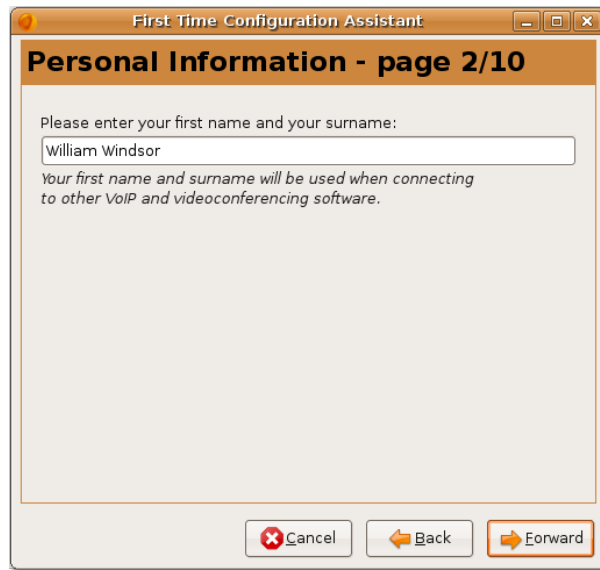 First Time Configuration Assistant
Personal Information - page 2/10
Please enter your first name and your surname:
William Windsor
Your first name and surname will be used when connecting
to other VoIP and videoconferencing software.
Cancel
Back
Forward